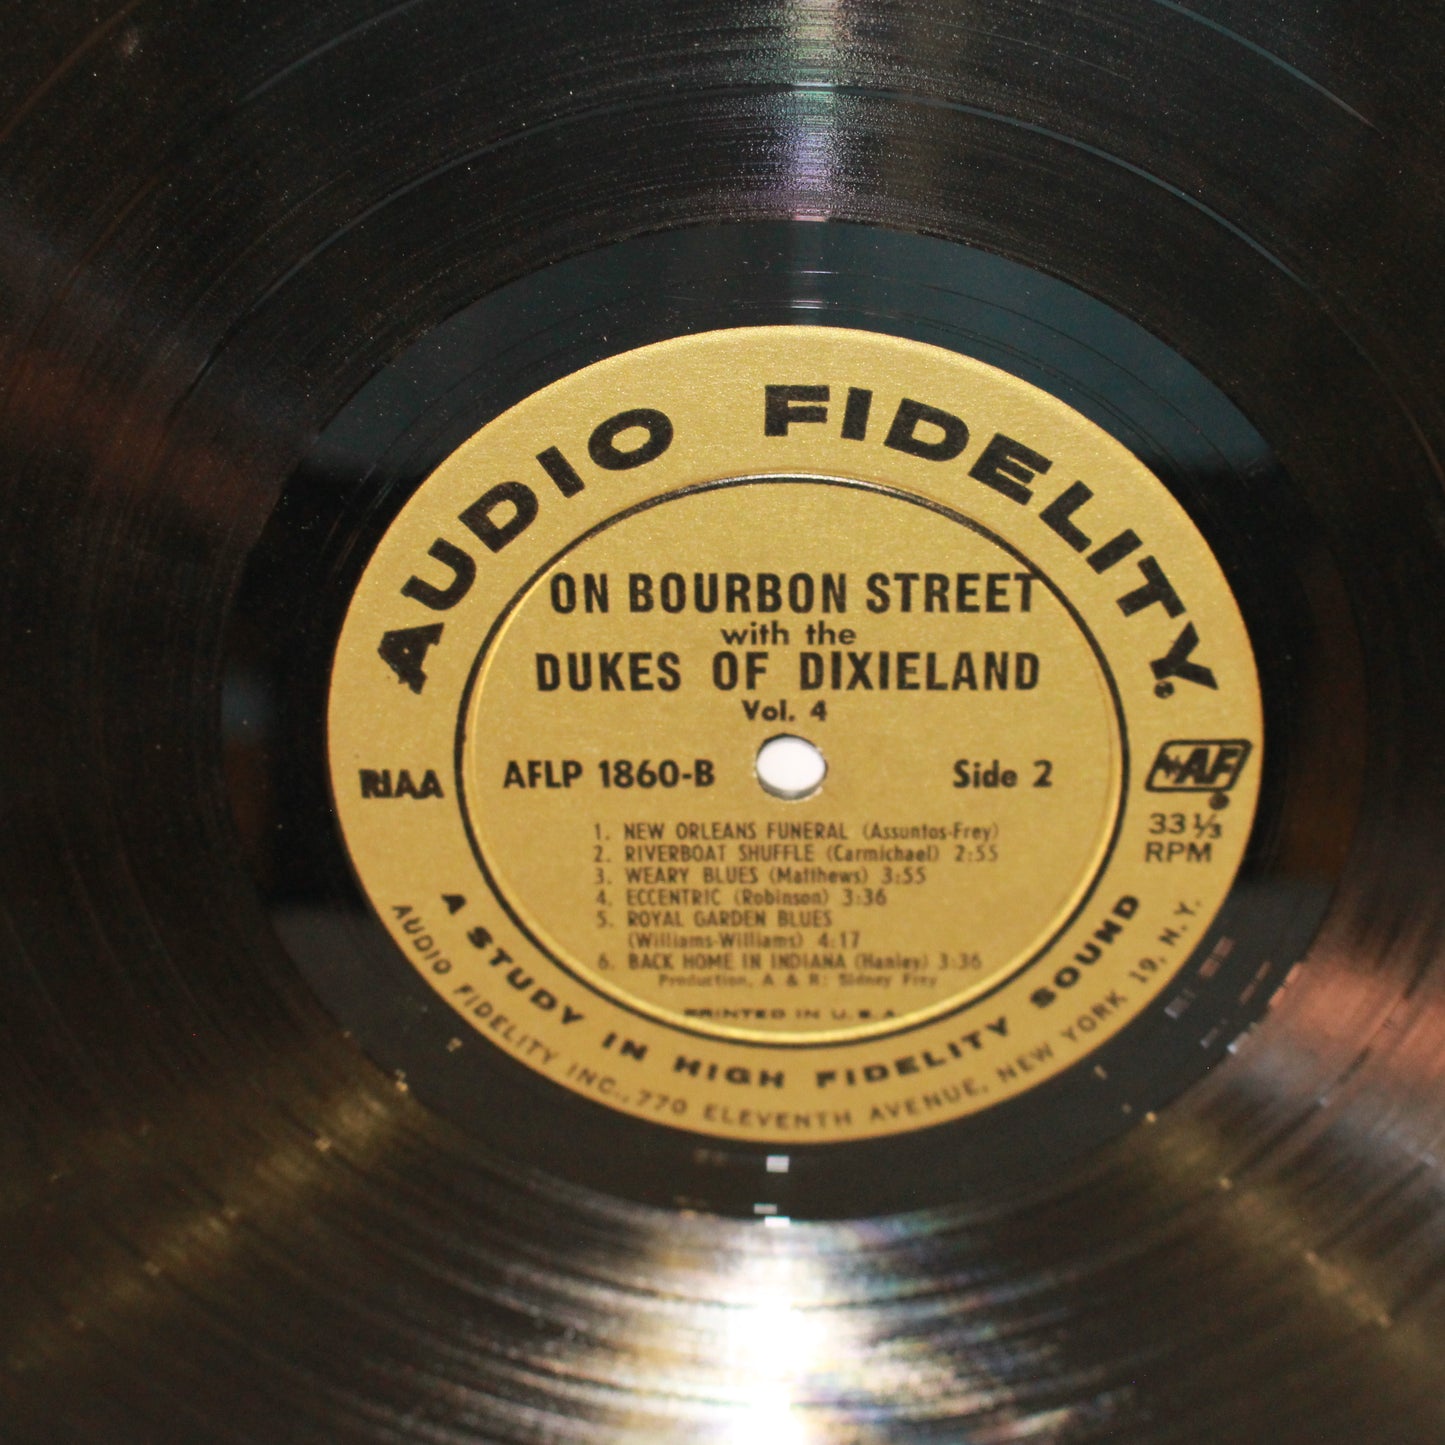 AUDIO FIDELITY®
ON BOURBON STREET
with the
DUKES OF DIXIELAND
Vol. 4
RIAA
AFLP 1860-B
Side 2
AF®
33 1/3
RPM
1. NEW ORLEANS FUNERAL (Assuntos-Frey)
2. RIVERBOAT SHUFFLE (Carmichael) 2:55
3. WEARY BLUES (Matthews) 3:55
4. ECCENTRIC (Robinson) 3:36
5. ROYAL GARDEN BLUES
(Williams-Williams) 4:17
6. BACK HOME IN INDIANA (Hanley) 3:36
Production, A & R: Sidney Frey
PRINTED IN U.S.A.
A STUDY IN HIGH FIDELITY SOUND
AUDIO FIDELITY INC., 770 ELEVENTH AVENUE, NEW YORK 19, N.Y.